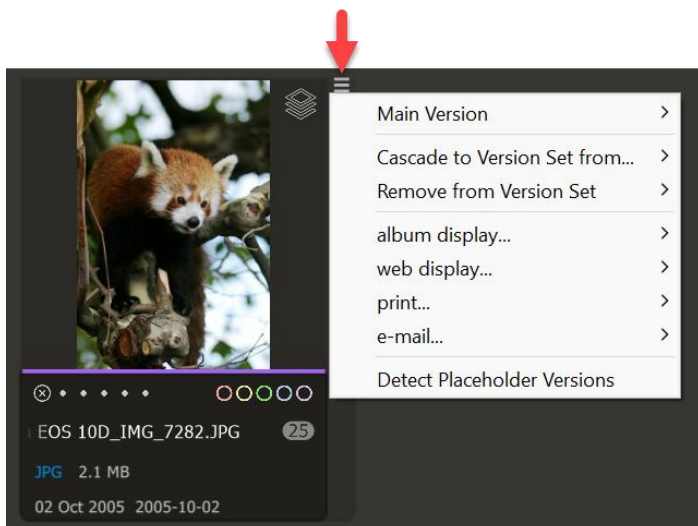 Main Version
Cascade to Version Set from...
Remove from Version Set
album display...
web display...
print...
e-mail...
Detect Placeholder Versions
EOS 10D_IMG_7282.JPG 25
JPG 2.1 MB
02 Oct 2005 2005-10-02